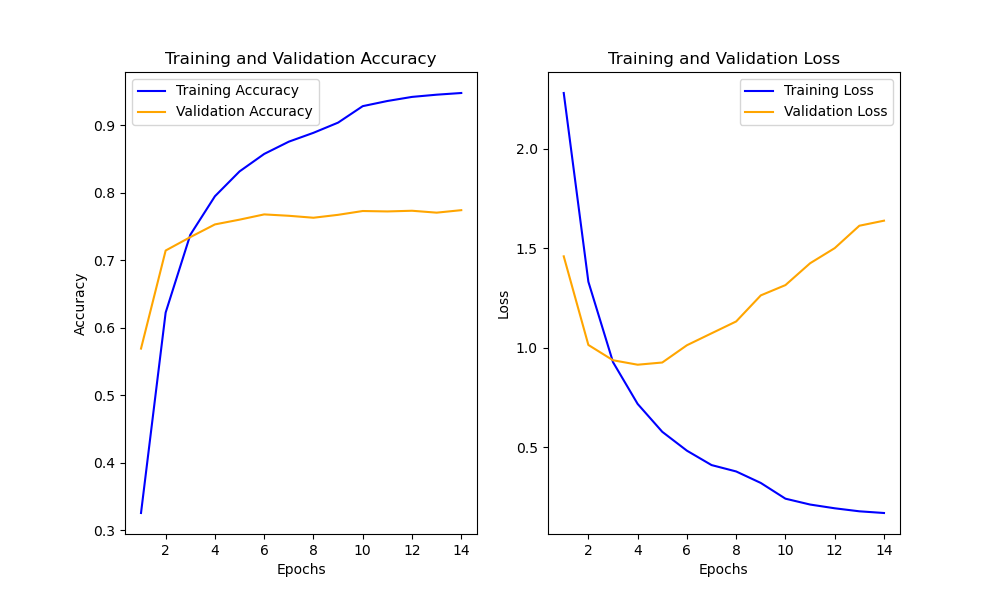 Training and Validation Accuracy
Training Accuracy
Validation Accuracy
0.9
0.8
0.7
0.6
0.5
0.4
0.3
Accuracy
2 4 6 8 10 12 14
Epochs
Training and Validation Loss
Training Loss
Validation Loss
2.0
1.5
1.0
0.5
Loss
2 4 6 8 10 12 14
Epochs